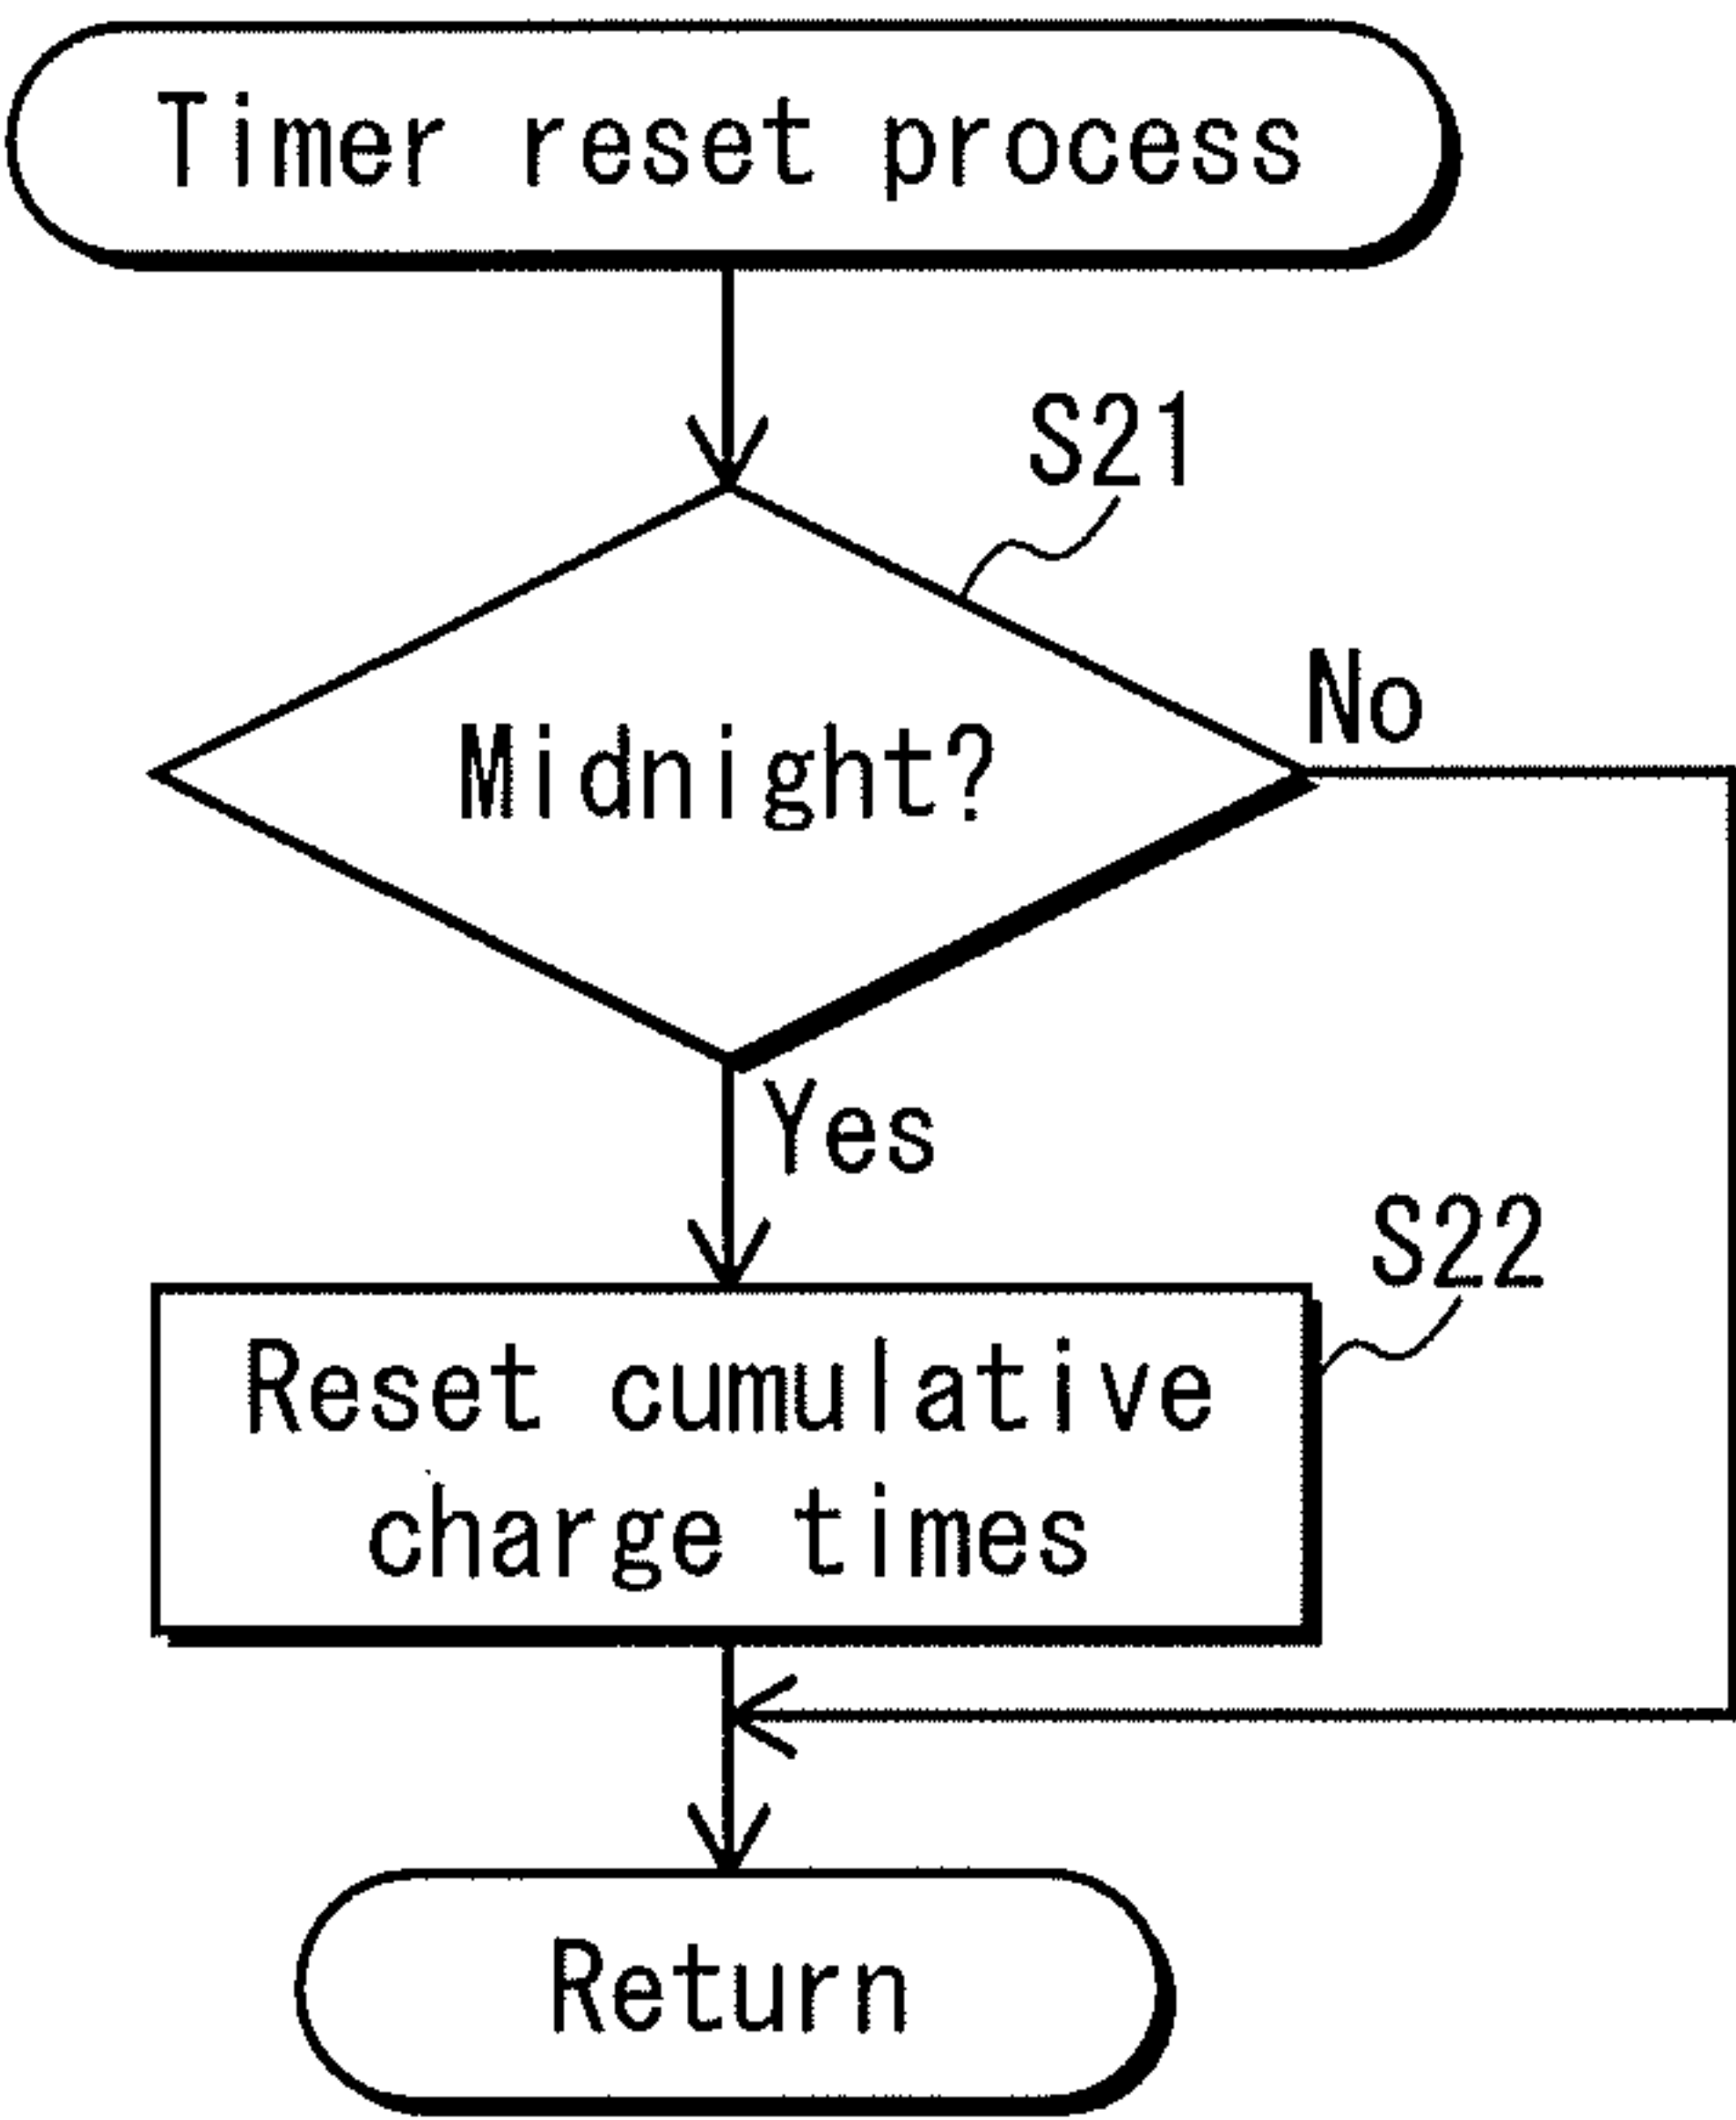 Timer reset process
S21
Midnight?
No
Yes
S22
Reset cumulative
charge times
Return